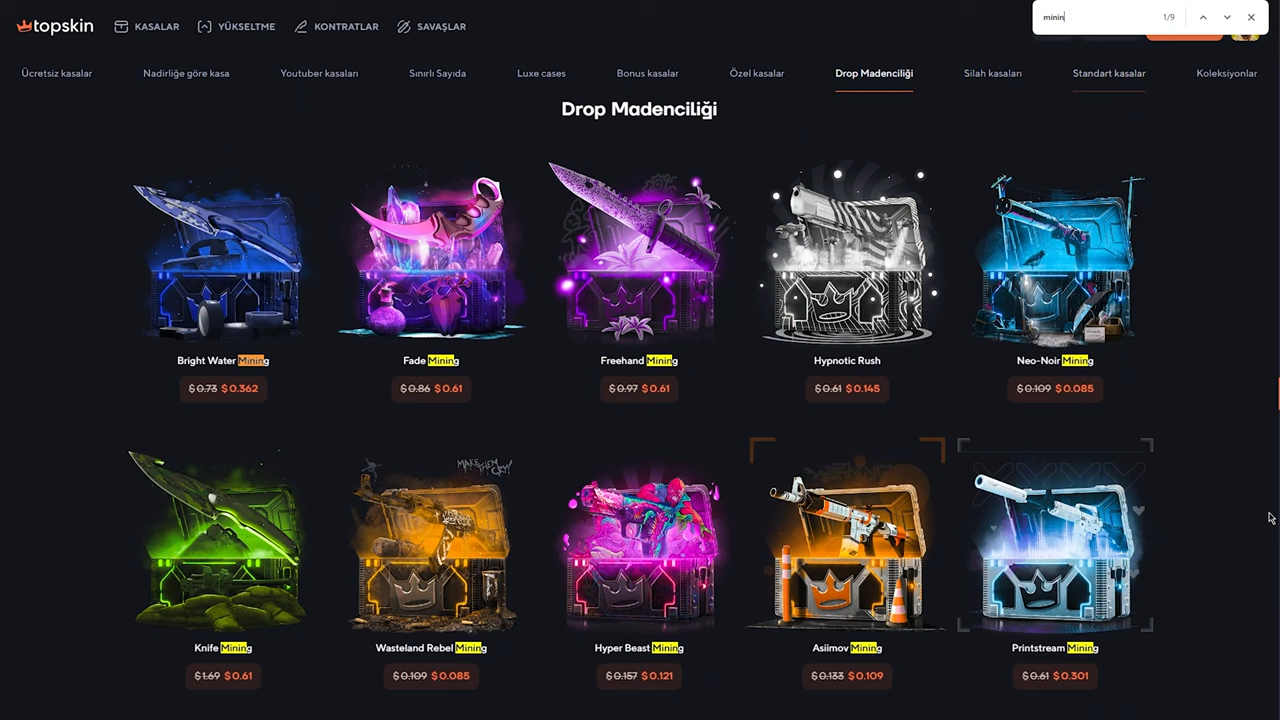 topskin
KASALAR
YÜKSELTME
KONTRATLAR
SAVAŞLAR
minin
1/9
Ücretsiz kasalar
Nadirliğe göre kasa
Youtuber kasaları
Sınırlı Sayıda
Luxe cases
Bonus kasalar
Özel kasalar
Drop Madenciliği
Silah kasaları
Standart kasalar
Koleksiyonlar
Drop Madenciliği
Bright Water Mining
$0.73 $0.362
Fade Mining
$0.86 $0.61
Freehand Mining
$0.97 $0.61
Hypnotic Rush
$0.61 $0.145
Neo-Noir Mining
$0.109 $0.085
MAKE THEM CRY!
Knife Mining
$1.69 $0.61
Wasteland Rebel Mining
$0.109 $0.085
Hyper Beast Mining
$0.157 $0.121
Asiimov Mining
$0.133 $0.109
Printstream Mining
$0.61 $0.301